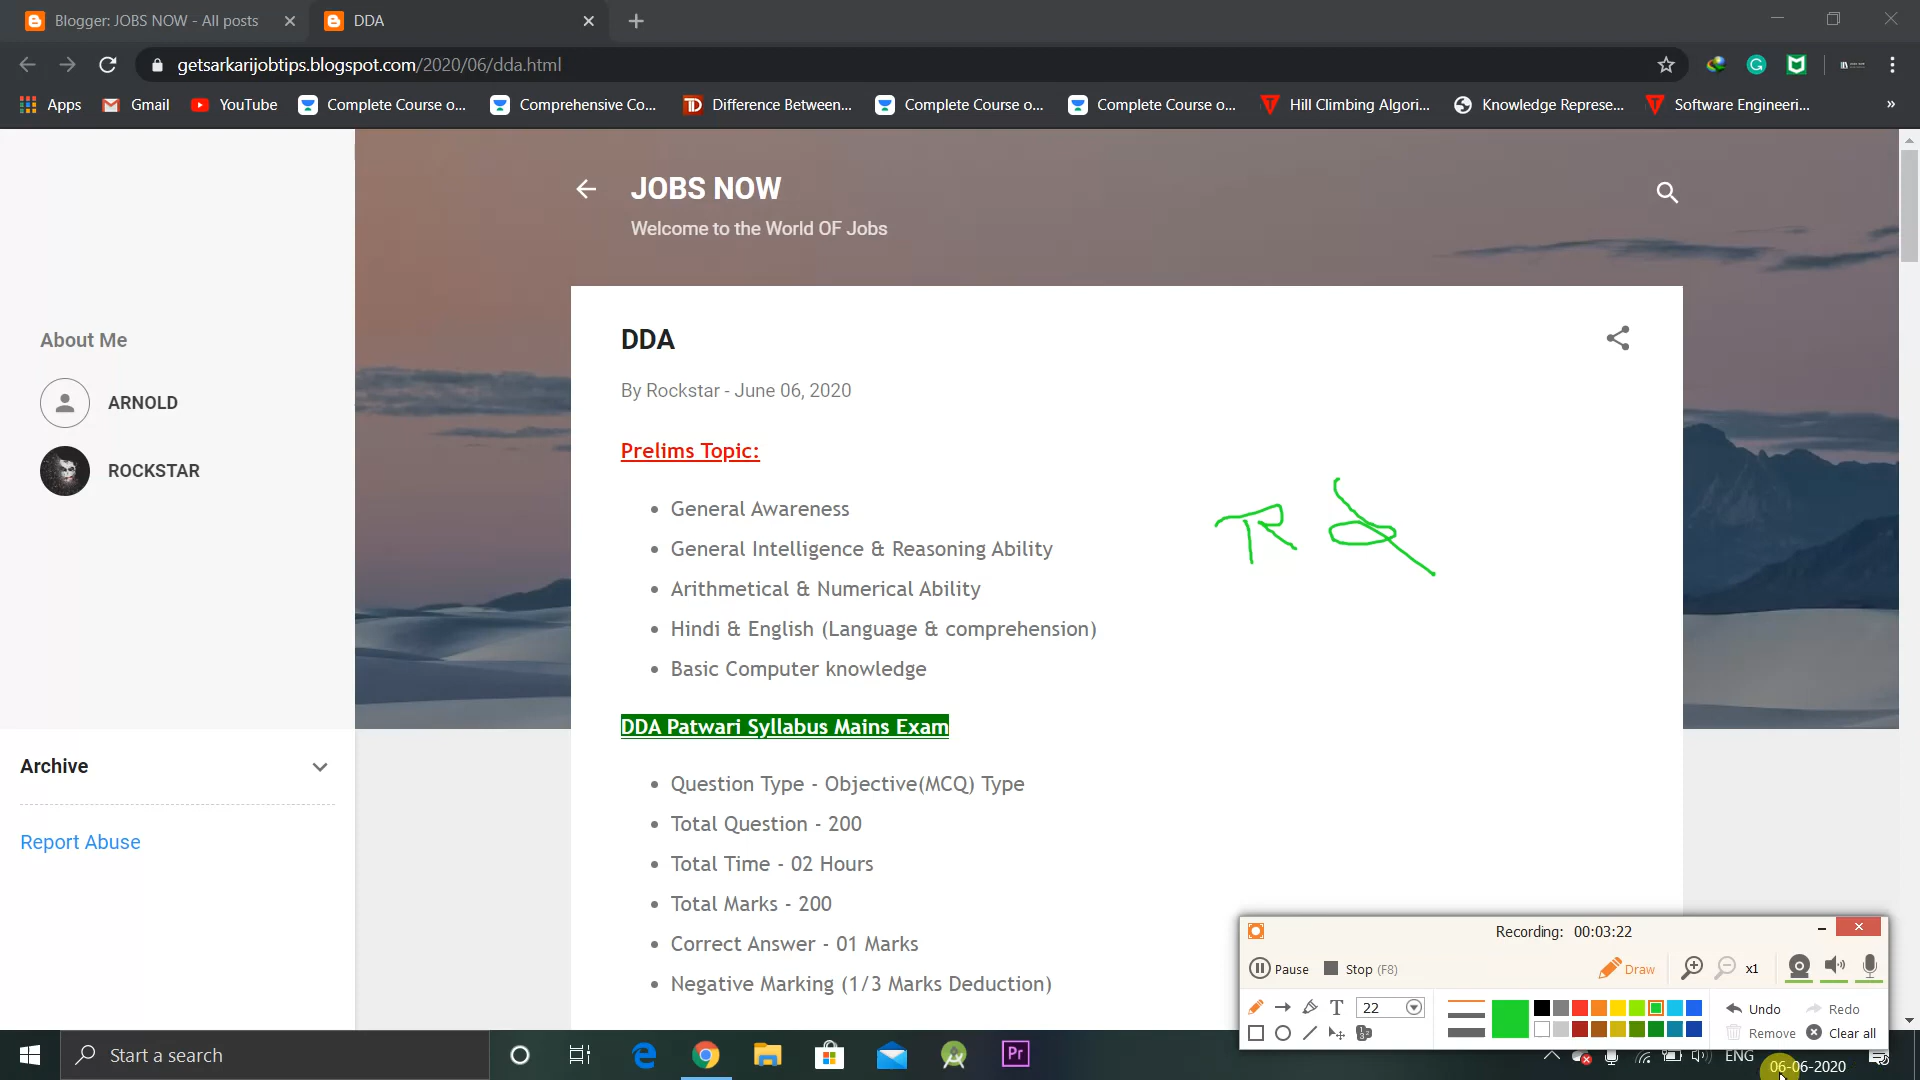 Blogger: JOBS NOW - All posts
DDA
getsarkarijobtips.blogspot.com/2020/06/dda.html
Apps
Gmail
YouTube
Complete Course o...
Comprehensive Co...
Difference Between...
Complete Course o...
Complete Course o...
Hill Climbing Algori...
Knowledge Represe...
Software Engineeri...
»
JOBS NOW
Welcome to the World OF Jobs
About Me
ARNOLD
ROCKSTAR
Archive
Report Abuse
DDA
By Rockstar - June 06, 2020
Prelims Topic:
General Awareness
General Intelligence & Reasoning Ability
Arithmetical & Numerical Ability
Hindi & English (Language & comprehension)
Basic Computer knowledge
DDA Patwari Syllabus Mains Exam
Question Type - Objective(MCQ) Type
Total Question - 200
Total Time - 02 Hours
Total Marks - 200
Correct Answer - 01 Marks
Negative Marking (1/3 Marks Deduction)
Recording: 00:03:22
Pause
Stop (F8)
Draw
x1
T
22
Undo
Redo
Remove
Clear all
Start a search
Pr
ENG
06-06-2020